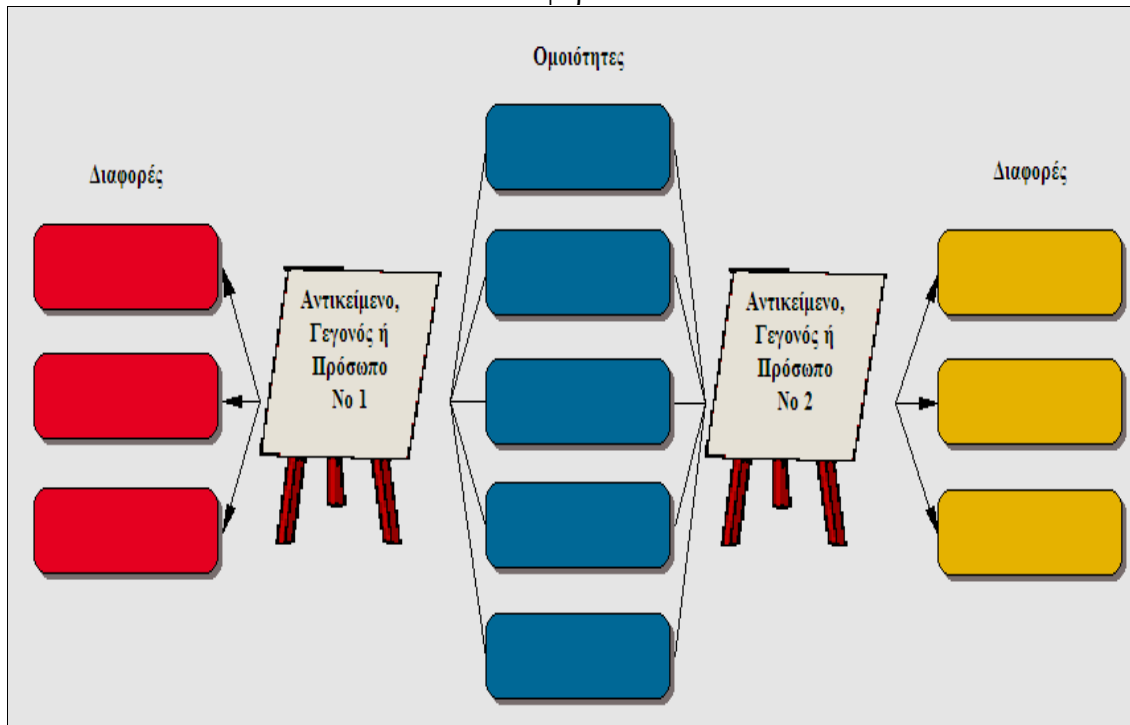 Ομοιότητες
Διαφορές
Διαφορές
Αντικείμενο,
Γεγονός ή
Πρόσωπο
Νο 1
Αντικείμενο,
Γεγονός ή
Πρόσωπο
Νο 2